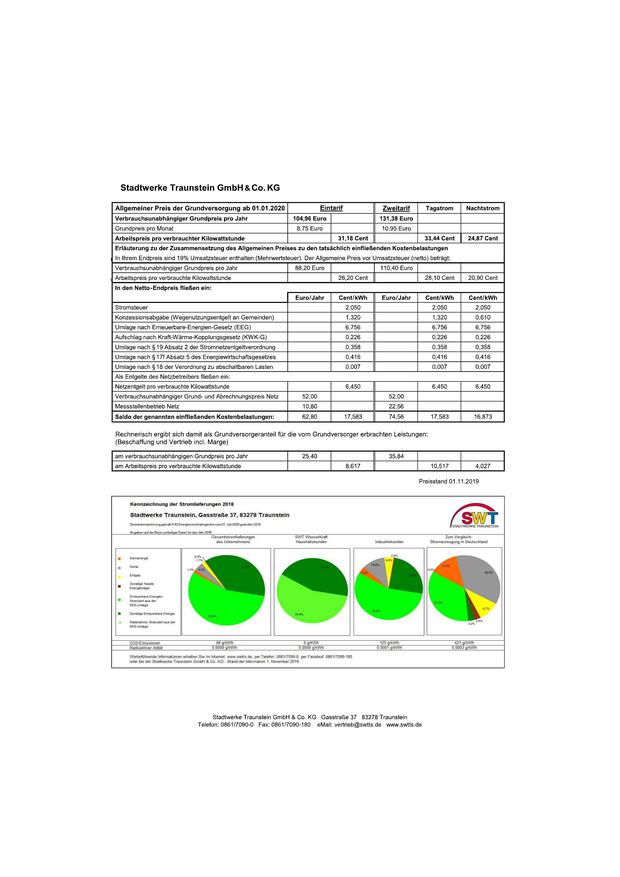 Stadtwerke Traunstein GmbH & Co. KG
Allgemeiner Preis der Grundversorgung ab 01.01.2020 Eintarif Zweitarif Tagstrom Nachtstrom
Verbrauchsunabhängiger Grundpreis pro Jahr 104,96 Euro 131,38 Euro
Grundpreis pro Monat 8,75 Euro 10,95 Euro
Arbeitspreis pro verbrauchter Kilowattstunde 31,18 Cent 33,44 Cent 24,87 Cent
Erläuterung zu der Zusammensetzung des Allgemeinen Preises zu den tatsächlich einfließenden Kostenbelastungen
In Ihrem Endpreis sind 19% Umsatzsteuer enthalten (Mehrwertsteuer). Der Allgemeine Preis vor Umsatzsteuer (netto) beträgt:
Verbrauchsunabhängiger Grundpreis pro Jahr 88,20 Euro 110,40 Euro
Arbeitspreis pro verbrauchte Kilowattstunde 26,20 Cent 28,10 Cent 20,90 Cent
In den Netto-Endpreis fließen ein:
Euro/Jahr Cent/kWh Euro/Jahr Cent/kWh Cent/kWh
Stromsteuer 2,050 2,050 2,050
Konzessionsabgabe (Wegenutzungsentgelt an Gemeinden) 1,320 1,320 0,610
Umlage nach Erneuerbare-Energien-Gesetz (EEG) 6,756 6,756 6,756
Aufschlag nach Kraft-Wärme-Kopplungsgesetz (KWK-G) 0,226 0,226 0,226
Umlage nach § 19 Absatz 2 der Stromnetzentgeltverordnung 0,358 0,358 0,358
Umlage nach § 17f Absatz 5 des Energiewirtschaftsgesetzes 0,416 0,416 0,416
Umlage nach § 18 der Verordnung zu abschaltbaren Lasten 0,007 0,007 0,007
Als Entgelte des Netzbetreibers fließen ein:
Netzentgelt pro verbrauchte Kilowattstunde 6,450 6,450 6,450
Verbrauchsunabhängiger Grund- und Abrechnungspreis Netz 52,00 52,00
Messstellenbetrieb Netz 10,80 22,56
Saldo der genannten einfließenden Kostenbelastungen: 62,80 17,583 74,56 17,583 16,873
Rechnerisch ergibt sich damit als Grundversorgeranteil für die vom Grundversorger erbrachten Leistungen:
(Beschaffung und Vertrieb incl. Marge)
am verbrauchsunabhängigen Grundpreis pro Jahr 25,40 35,84
am Arbeitspreis pro verbrauchte Kilowattstunde 8,617 10,517 4,027
Preisstand 01.11.2019
Kennzeichnung der Stromlieferungen 2018
Stadtwerke Traunstein, Gasstraße 37, 83278 Traunstein
SWT
STADTWERKE TRAUNSTEIN
Gesamtstromlieferungen des Unternehmens
SWT WasserKraft Haushaltskunden
Industriekunden
Zum Vergleich: Stromerzeugung in Deutschland
Kernenergie
Kohle
Erdgas
Sonstige fossile Energieträger
Erneuerbare Energien, finanziert aus der EEG-Umlage
Sonstige Erneuerbare Energie
Mieterstrom, finanziert aus der EEG-Umlage
CO2-Emissionen 48 g/kWh 0 g/kWh 129 g/kWh 421 g/kWh
Radioaktiver Abfall 0,0000 g/kWh 0,0000 g/kWh 0,0001 g/kWh 0,0003 g/kWh
Weiterführende Informationen erhalten Sie im Internet: www.swtts.de, per Telefon: 0861/7090-0, per Faxabruf: 0861/7090-180
oder bei der Stadtwerke Traunstein GmbH & Co. KG - Stand der Information 1. November 2019
Stadtwerke Traunstein GmbH & Co. KG Gasstraße 37 83278 Traunstein
Telefon: 0861/7090-0 Fax: 0861/7090-180 eMail: vertrieb@swtts.de www.swtts.de